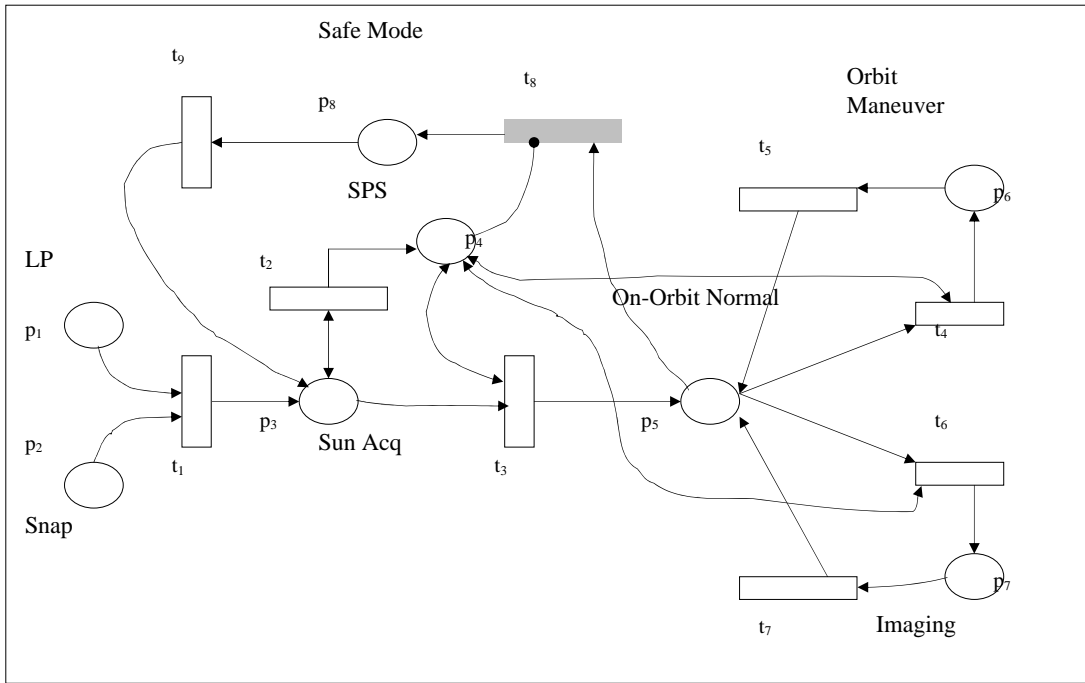 Safe Mode
t₉
t₈
Orbit
Maneuver
p₈
t₅
SPS
p₆
p₄
LP
t₂
On-Orbit Normal
p₁
t₄
p₃
p₅
t₆
p₂
Sun Acq
t₁
t₃
Snap
p₇
t₇
Imaging